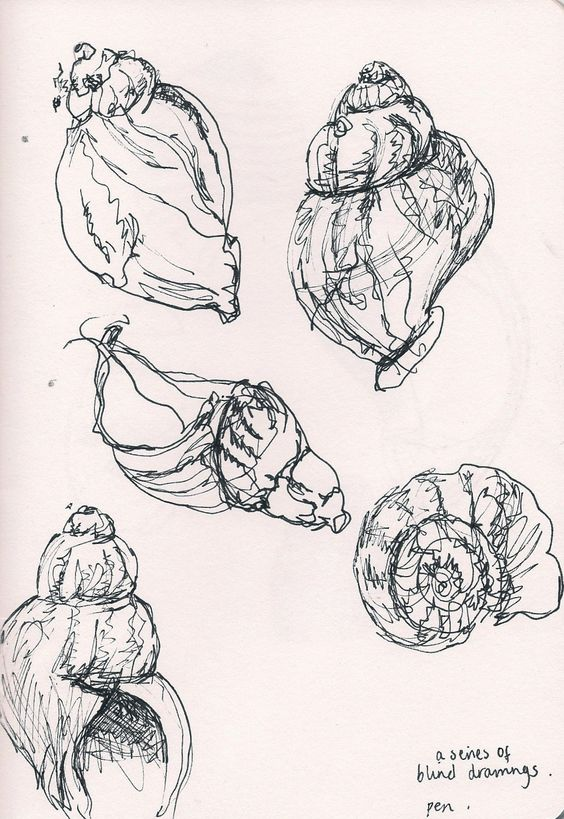 a series of
blind drawings .
pen .